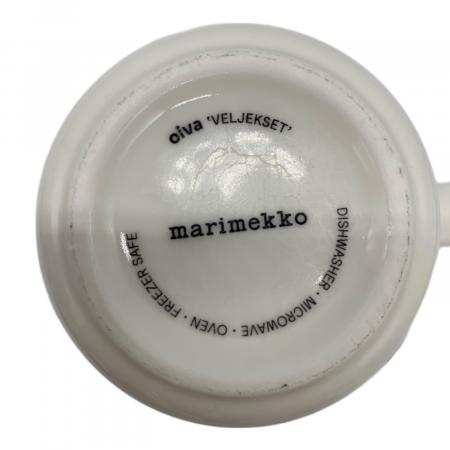 oiva 'VELJEKSET'
marimekko
DISHWASHER • MICROWAVE • OVEN • FREEZER SAFE